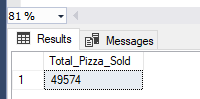 81 %
Results Messages
Total_Pizza_Sold
1 49574